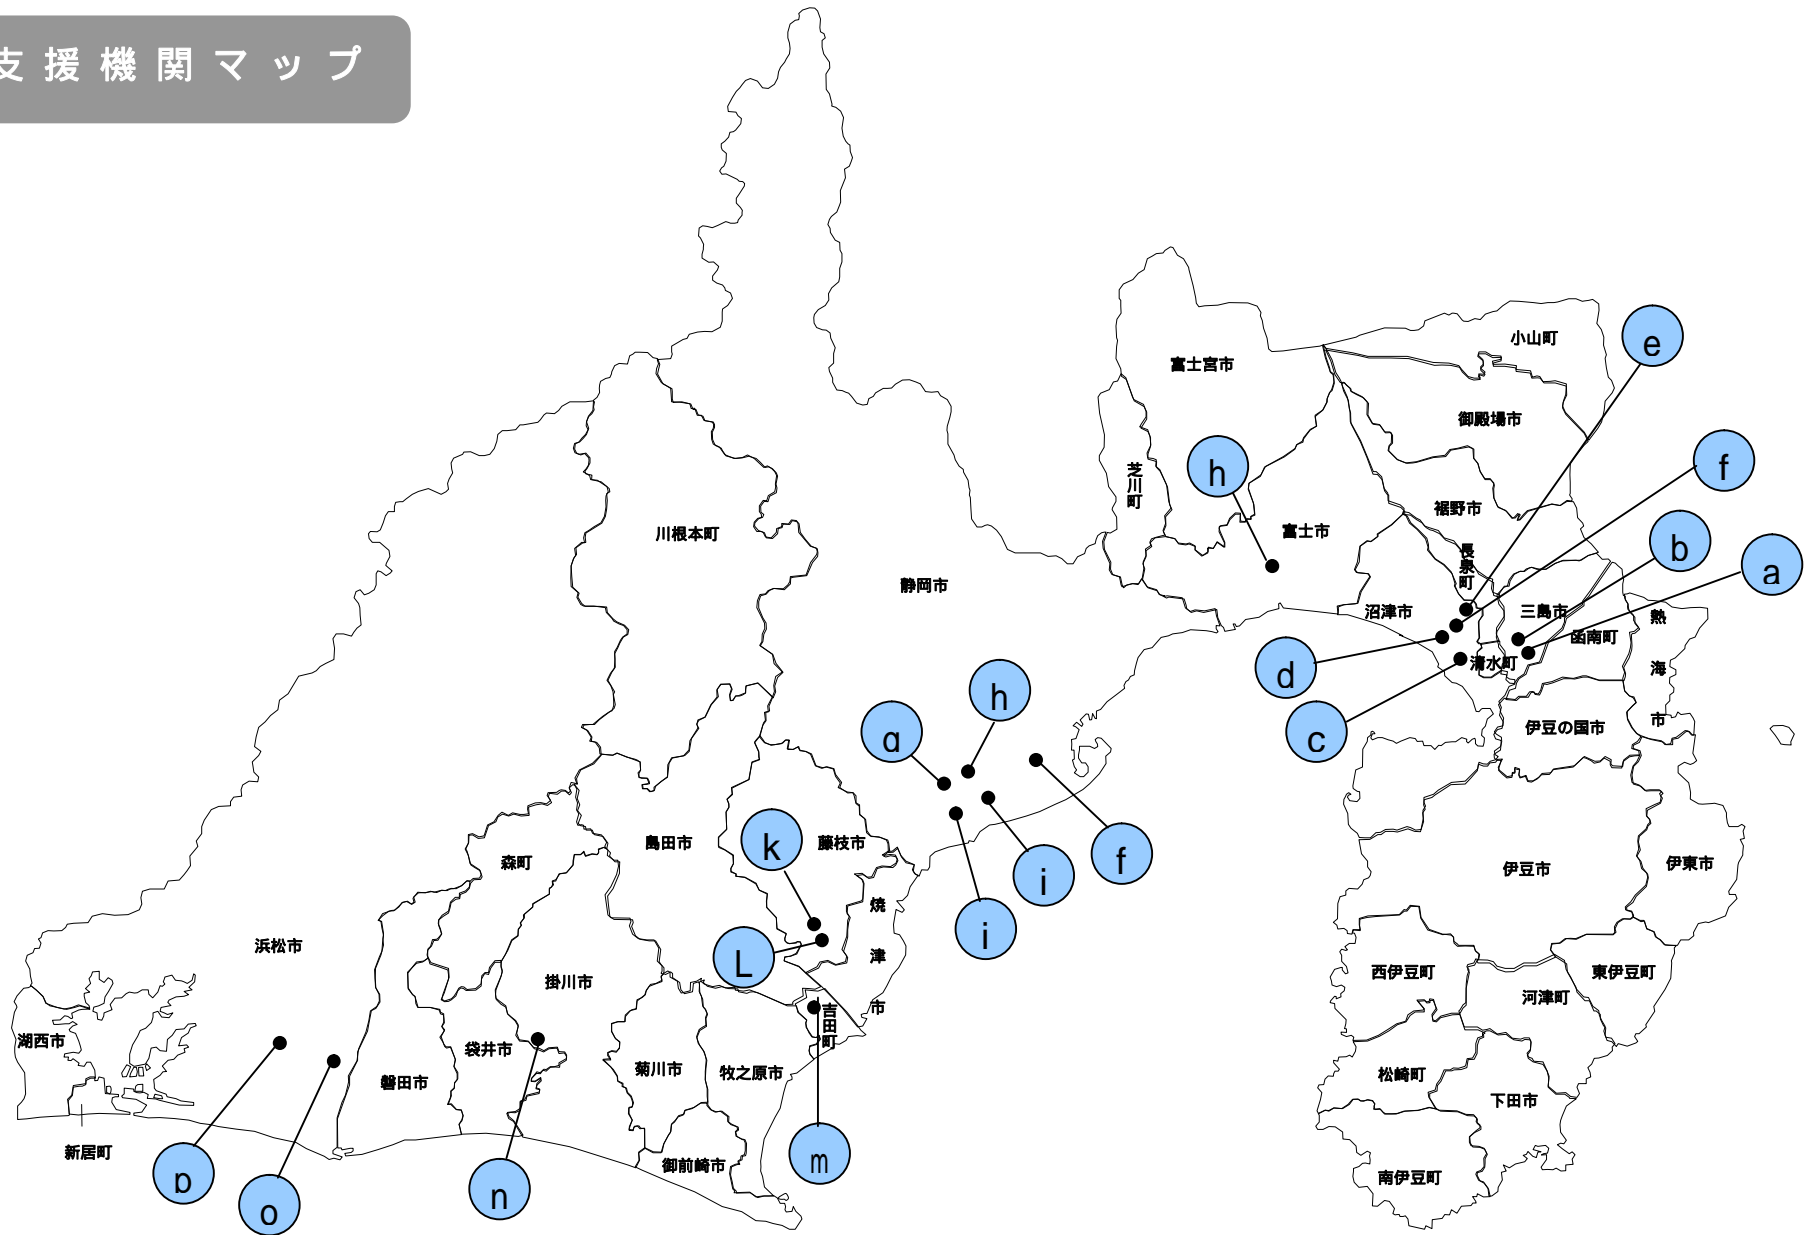 支援機関マップ
小山町
e
富士宮市
御殿場市
f
h
芝川町
裾野市
富士市
川根本町
b
長泉町
a
静岡市
沼津市
三島市
熱海市
函南町
清水町
d
h
g
c
伊豆の国市
k
藤枝市
島田市
f
森町
i
伊豆市
伊東市
焼津市
i
浜松市
L
西伊豆町
東伊豆町
掛川市
河津町
吉田町
湖西市
袋井市
菊川市
牧之原市
磐田市
松崎町
下田市
新居町
m
御前崎市
p
n
南伊豆町
o